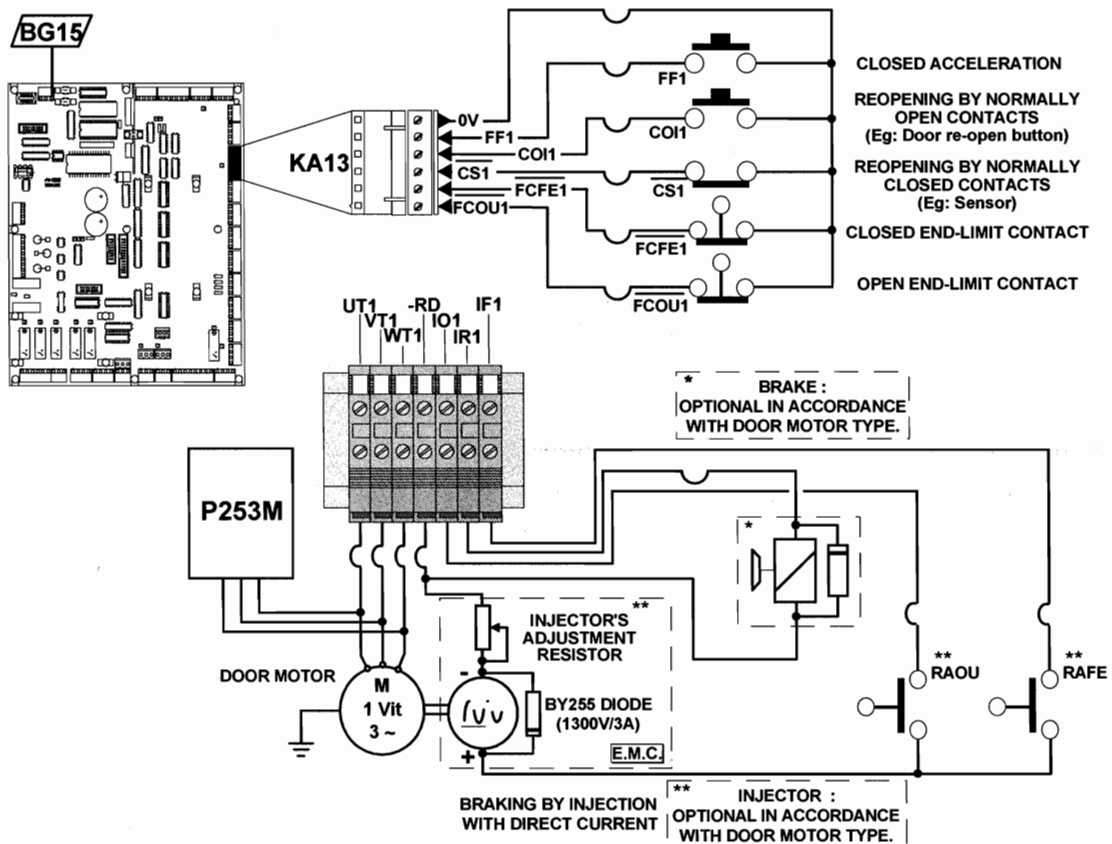 BG15
CLOSED ACCELERATION
FF1
REOPENING BY NORMALLY
OPEN CONTACTS
(Eg: Door re-open button)
COI1
REOPENING BY NORMALLY
CLOSED CONTACTS
(Eg: Sensor)
CS1
CLOSED END-LIMIT CONTACT
FCFE1
OPEN END-LIMIT CONTACT
FCOU1
KA13
0V
FF1
COI1
CS1
FCFE1
FCOU1
UT1
VT1
WT1
-RD
IO1
IR1
IF1
* BRAKE :
OPTIONAL IN ACCORDANCE
WITH DOOR MOTOR TYPE.
P253M
*
**
INJECTOR'S
ADJUSTMENT
RESISTOR
DOOR MOTOR
M
1 Vit
3 ~
-
+
BY255 DIODE
(1300V/3A)
E.M.C.
**
RAOU
**
RAFE
BRAKING BY INJECTION
WITH DIRECT CURRENT
** INJECTOR :
OPTIONAL IN ACCORDANCE
WITH DOOR MOTOR TYPE.